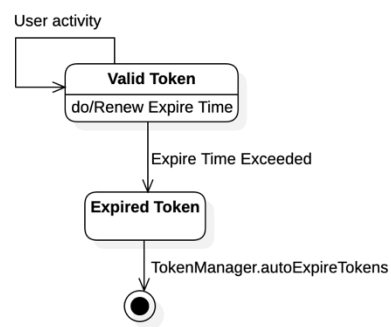 User activity
Valid Token
do/Renew Expire Time
Expire Time Exceeded
Expired Token
TokenManager.autoExpireTokens